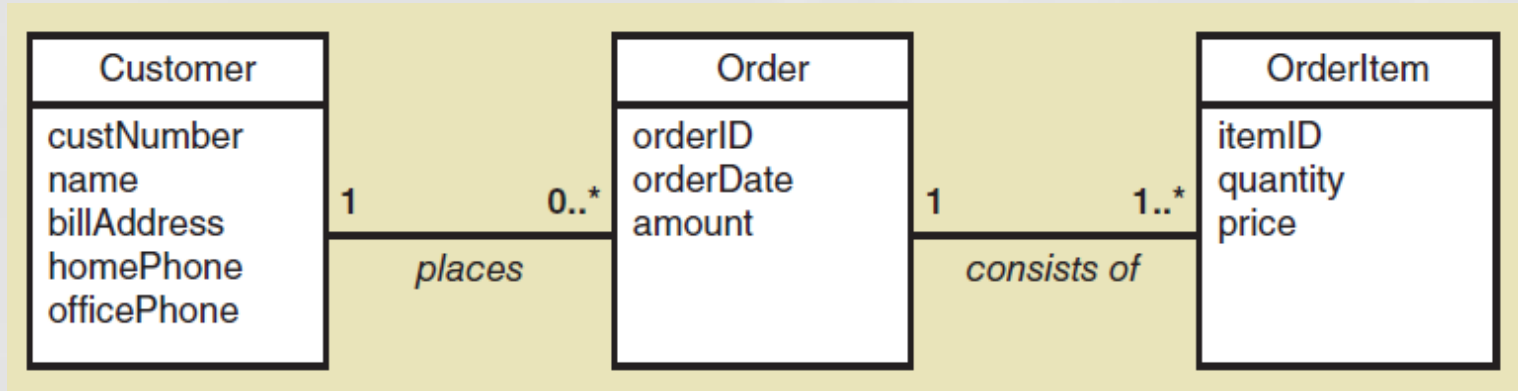 Customer
custNumber
name
billAddress
homePhone
officePhone
1
0..*
places
Order
orderID
orderDate
amount
1
1..*
consists of
OrderItem
itemID
quantity
price